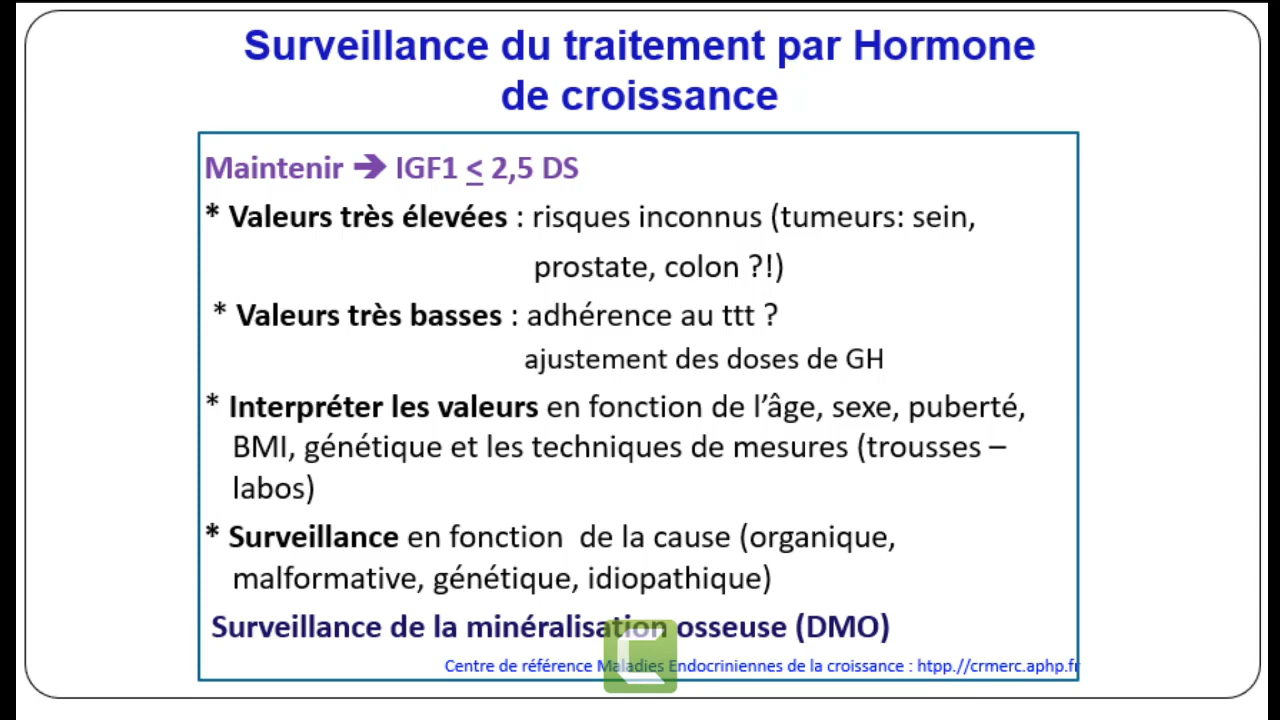 Surveillance du traitement par Hormone
de croissance
Maintenir ➔ IGF1 ≤ 2,5 DS
* Valeurs très élevées : risques inconnus (tumeurs: sein,
prostate, colon ?!)
* Valeurs très basses : adhérence au ttt ?
ajustement des doses de GH
* Interpréter les valeurs en fonction de l’âge, sexe, puberté,
BMI, génétique et les techniques de mesures (trousses –
labos)
* Surveillance en fonction de la cause (organique,
malformative, génétique, idiopathique)
Surveillance de la minéralisation osseuse (DMO)
Centre de référence Maladies Endocriniennes de la croissance : htpp.//crmerc.aphp.fr